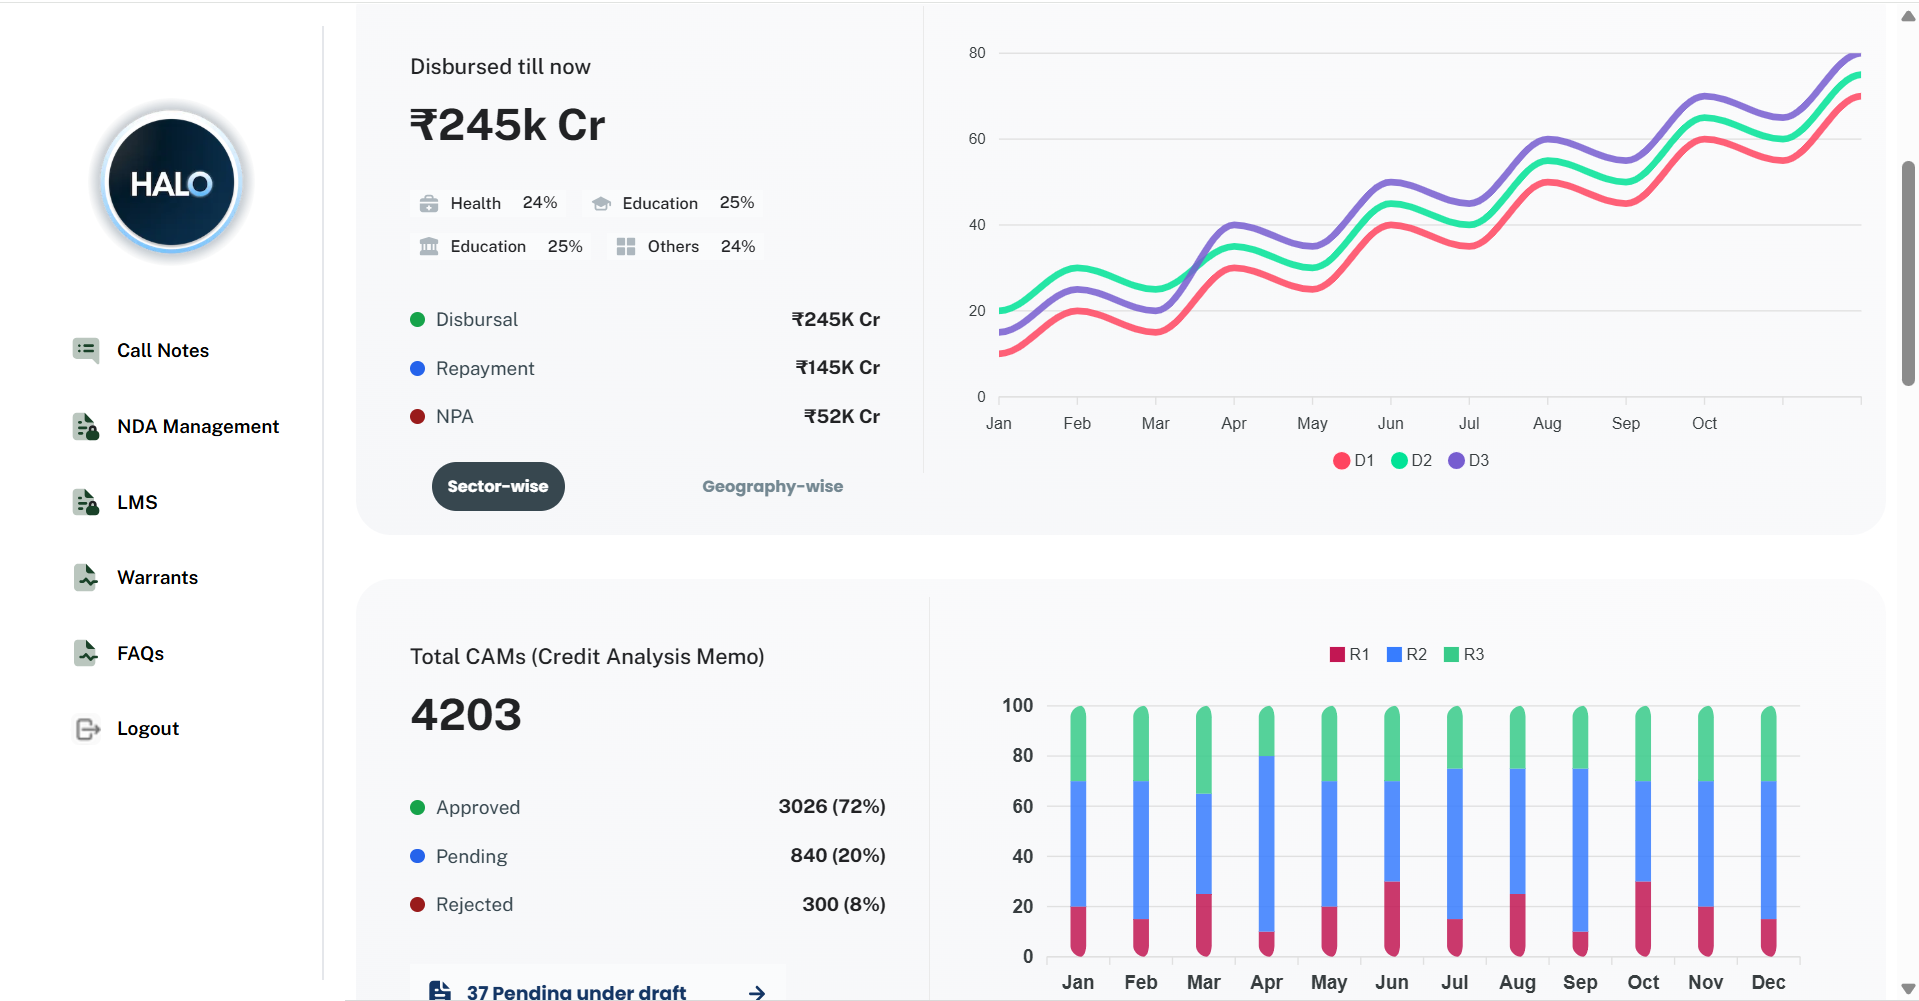 HALO
Call Notes
NDA Management
LMS
Warrants
FAQs
Logout
Disbursed till now
₹245k Cr
Health 24% Education 25%
Education 25% Others 24%
Disbursal ₹245K Cr
Repayment ₹145K Cr
NPA ₹52K Cr
Sector-wise Geography-wise
80
60
40
20
0
Jan Feb Mar Apr May Jun Jul Aug Sep Oct
D1 D2 D3
Total CAMs (Credit Analysis Memo)
4203
Approved 3026 (72%)
Pending 840 (20%)
Rejected 300 (8%)
37 Pending under draft
R1 R2 R3
100
80
60
40
20
0
Jan Feb Mar Apr May Jun Jul Aug Sep Oct Nov Dec